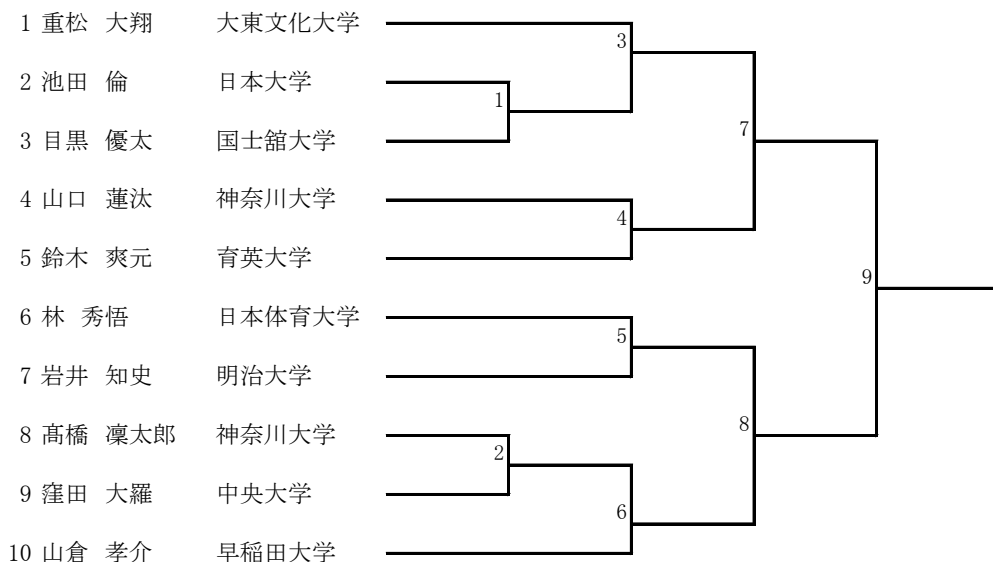 1 重松 大翔 大東文化大学
3
2 池田 倫 日本大学
1
7
3 目黒 優太 国士舘大学
4 山口 蓮汰 神奈川大学
4
5 鈴木 爽元 育英大学
9
6 林 秀悟 日本体育大学
5
7 岩井 知史 明治大学
8
8 髙橋 凜太郎 神奈川大学
2
9 窪田 大羅 中央大学
6
10 山倉 孝介 早稲田大学